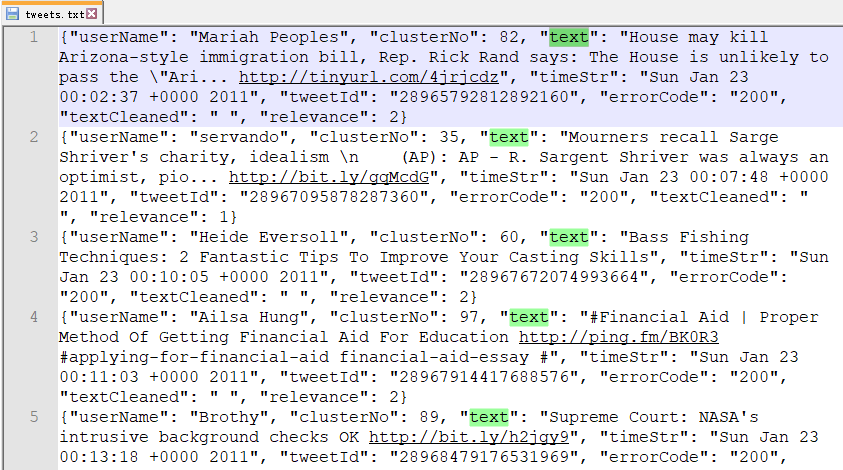 tweets.txt
1 {"userName": "Mariah Peoples", "clusterNo": 82, "text": "House may kill
Arizona-style immigration bill, Rep. Rick Rand says: The House is unlikely to
pass the \"Ari... http://tinyurl.com/4jrjcdz", "timeStr": "Sun Jan 23
00:02:37 +0000 2011", "tweetId": "28965792812892160", "errorCode": "200",
"textCleaned": " ", "relevance": 2}
2 {"userName": "servando", "clusterNo": 35, "text": "Mourners recall Sarge
Shriver's charity, idealism \n    (AP): AP - R. Sargent Shriver was always an
optimist, pio... http://bit.ly/gqMcdG", "timeStr": "Sun Jan 23 00:07:48 +0000
2011", "tweetId": "28967095878287360", "errorCode": "200", "textCleaned": "
", "relevance": 1}
3 {"userName": "Heide Eversoll", "clusterNo": 60, "text": "Bass Fishing
Techniques: 2 Fantastic Tips To Improve Your Casting Skills", "timeStr": "Sun
Jan 23 00:10:05 +0000 2011", "tweetId": "28967672074993664", "errorCode":
"200", "textCleaned": " ", "relevance": 2}
4 {"userName": "Ailsa Hung", "clusterNo": 97, "text": "#Financial Aid | Proper
Method Of Getting Financial Aid For Education http://ping.fm/BK0R3
#applying-for-financial-aid financial-aid-essay #", "timeStr": "Sun Jan 23
00:11:03 +0000 2011", "tweetId": "28967914417688576", "errorCode": "200",
"textCleaned": " ", "relevance": 2}
5 {"userName": "Brothy", "clusterNo": 89, "text": "Supreme Court: NASA's
intrusive background checks OK http://bit.ly/h2jgy9", "timeStr": "Sun Jan 23
00:13:18 +0000 2011", "tweetId": "28968479176531969", "errorCode": "200",